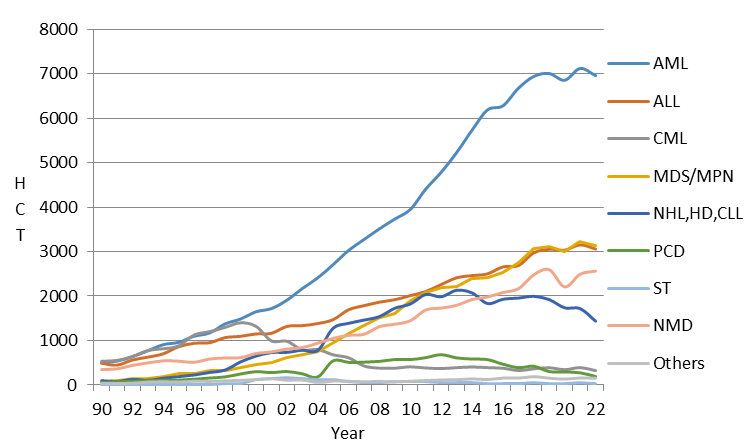 8000
7000
6000
5000
4000
3000
2000
1000
0
H
C
T
90 92 94 96 98 00 02 04 06 08 10 12 14 16 18 20 22
Year
AML
ALL
CML
MDS/MPN
NHL,HD,CLL
PCD
ST
NMD
Others